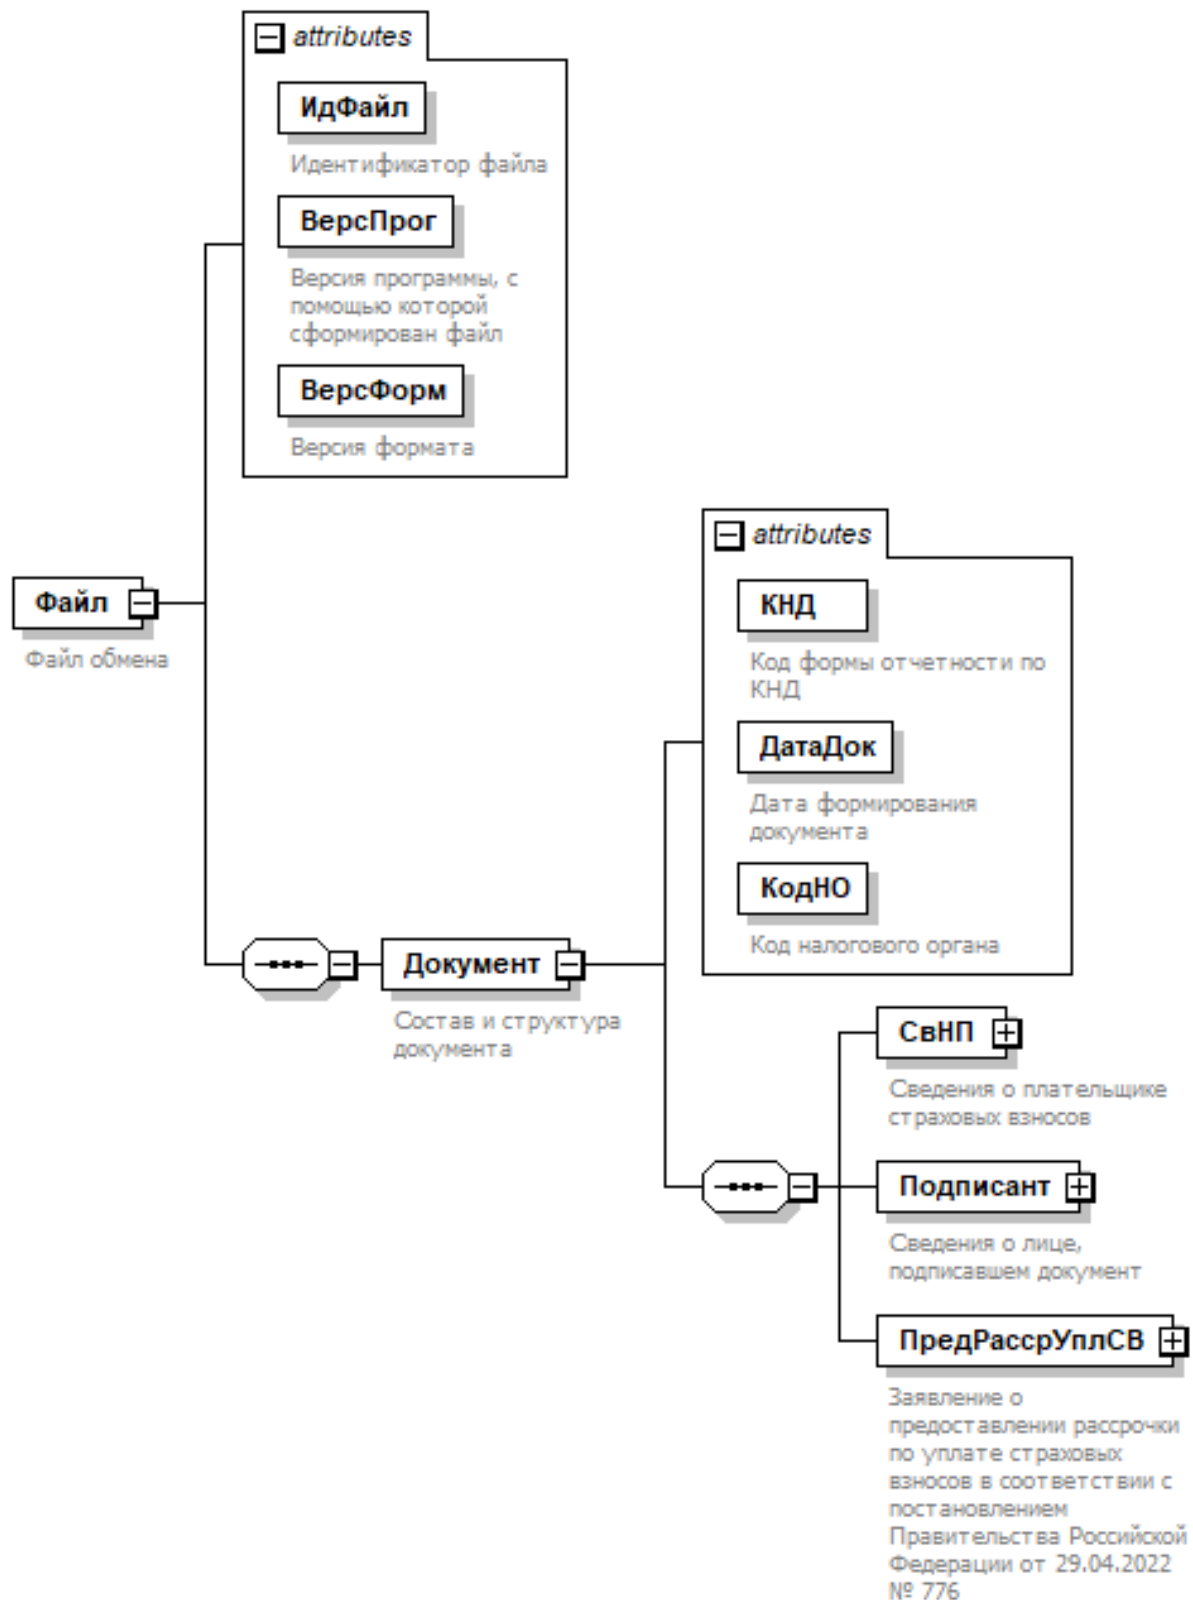 attributes
ИдФайл
Идентификатор файла
ВерсПрог
Версия программы, с
помощью которой
сформирован файл
ВерсФорм
Версия формата
Файл
Файл обмена
attributes
КНД
Код формы отчетности по
КНД
ДатаДок
Дата формирования
документа
КодНО
Код налогового органа
Документ
Состав и структура
документа
СвНП
Сведения о плательщике
страховых взносов
Подписант
Сведения о лице,
подписавшем документ
ПредРассрУплСВ
Заявление о
предоставлении рассрочки
по уплате страховых
взносов в соответствии с
постановлением
Правительства Российской
Федерации от 29.04.2022
№ 776